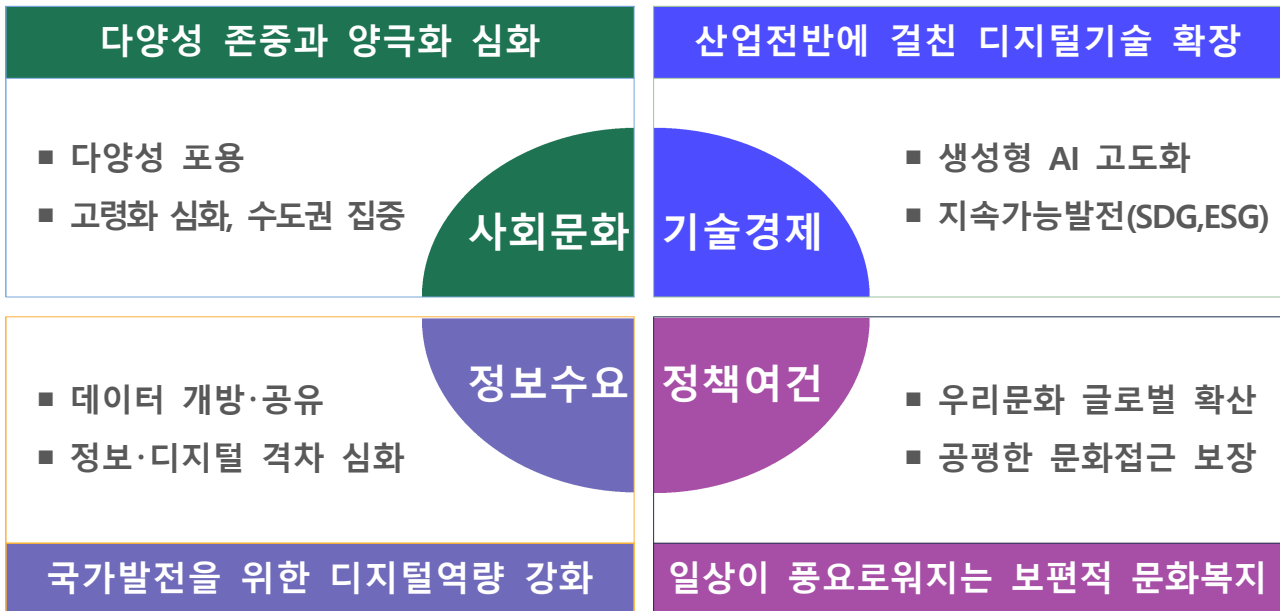 다양성 존중과 양극화 심화
■ 다양성 포용
■ 고령화 심화, 수도권 집중
사회문화
산업전반에 걸친 디지털기술 확장
기술경제
■ 생성형 AI 고도화
■ 지속가능발전(SDG,ESG)
■ 데이터 개방·공유
■ 정보·디지털 격차 심화
정보수요
국가발전을 위한 디지털역량 강화
정책여건
■ 우리문화 글로벌 확산
■ 공평한 문화접근 보장
일상이 풍요로워지는 보편적 문화복지